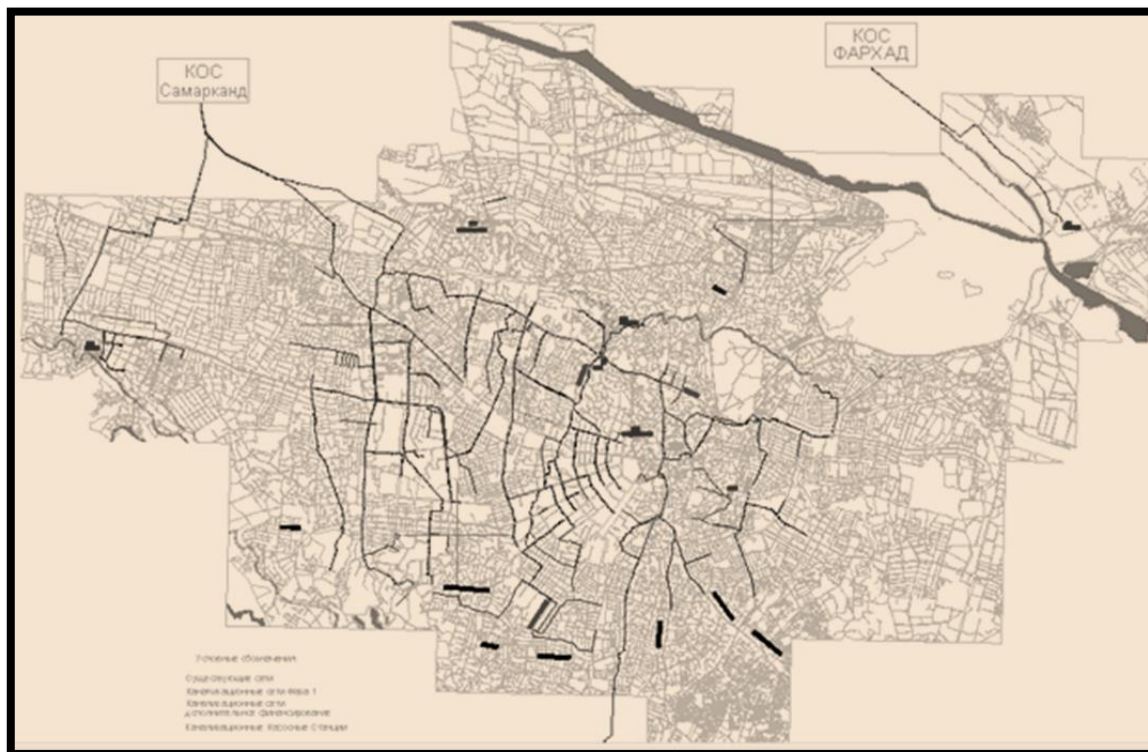 КОС
Самарканд
КОС
ФАРХАД
Условные обозначения
Существующие сети
Канализационные сети Фаза 1
Канализационные сети
дополнительное финансирование
Канализационные Насосные Станции